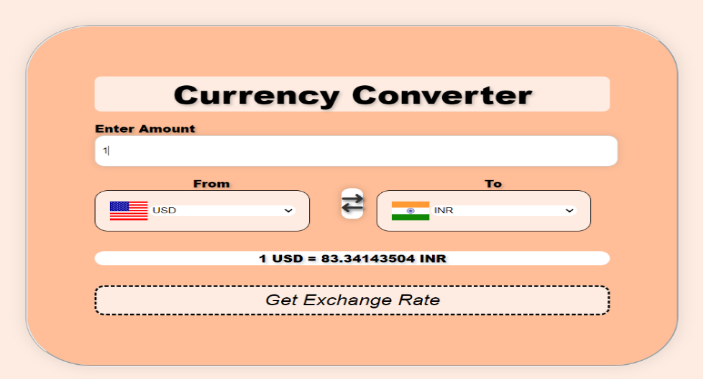 Currency Converter
Enter Amount
1
From To
USD INR
1 USD = 83.34143504 INR
Get Exchange Rate